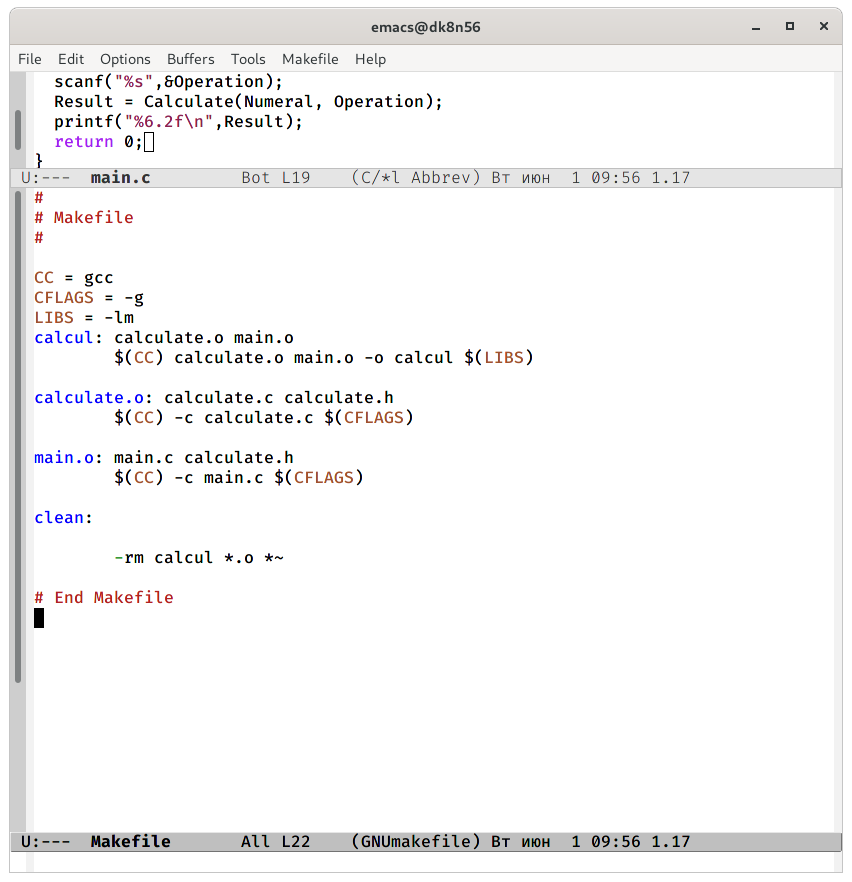 emacs@dk8n56
File Edit Options Buffers Tools Makefile Help
scanf("%s",&Operation);
Result = Calculate(Numeral, Operation);
printf("%6.2f\n",Result);
return 0;
}
U:--- main.c Bot L19 (C/*l Abbrev) Вт июн 1 09:56 1.17
#
# Makefile
#
CC = gcc
CFLAGS = -g
LIBS = -lm
calcul: calculate.o main.o
$(CC) calculate.o main.o -o calcul $(LIBS)
calculate.o: calculate.c calculate.h
$(CC) -c calculate.c $(CFLAGS)
main.o: main.c calculate.h
$(CC) -c main.c $(CFLAGS)
clean:
-rm calcul *.o *~
# End Makefile
U:--- Makefile All L22 (GNUmakefile) Вт июн 1 09:56 1.17